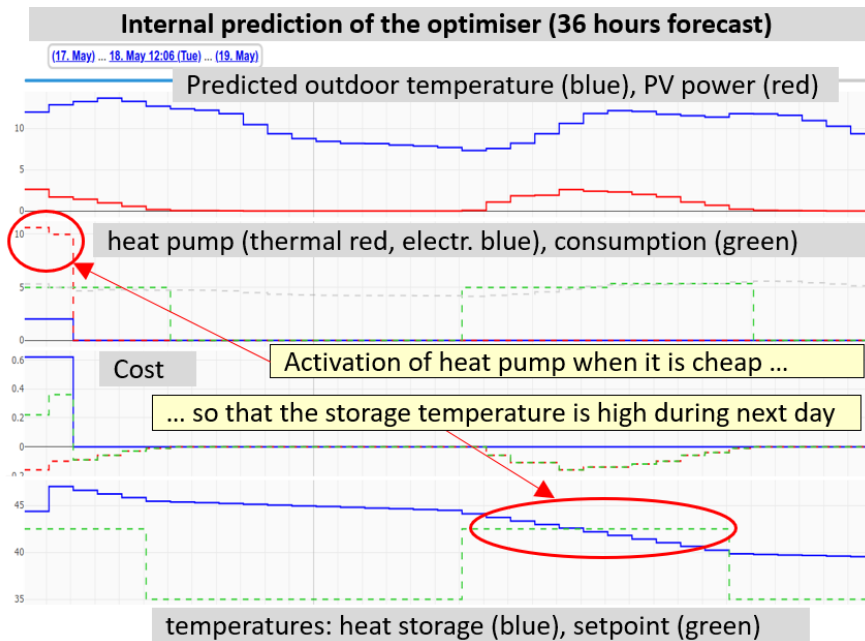 Internal prediction of the optimiser (36 hours forecast)
(17. May) ... 18. May 12:06 (Tue) ... (19. May)
Predicted outdoor temperature (blue), PV power (red)
10
5
0
heat pump (thermal red, electr. blue), consumption (green)
10
5
0
Activation of heat pump when it is cheap …
Cost
0.6
0.4
… so that the storage temperature is high during next day
0.2
0
0.2
45
40
35
temperatures: heat storage (blue), setpoint (green)